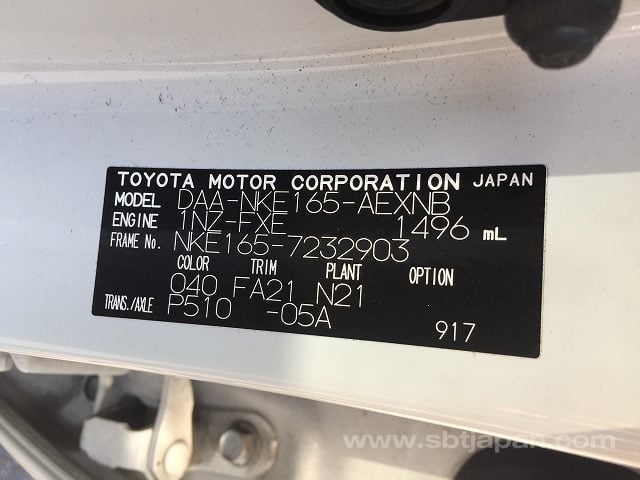 TOYOTA MOTOR CORPORATION JAPAN
MODEL DAA-NKE165-AEXNB
ENGINE 1NZ-FXE 1496 mL
FRAME No. NKE165-7232903
COLOR TRIM PLANT OPTION
040 FA21 N21
TRANS./AXLE P510 -05A
917
www.sbtjapan.com